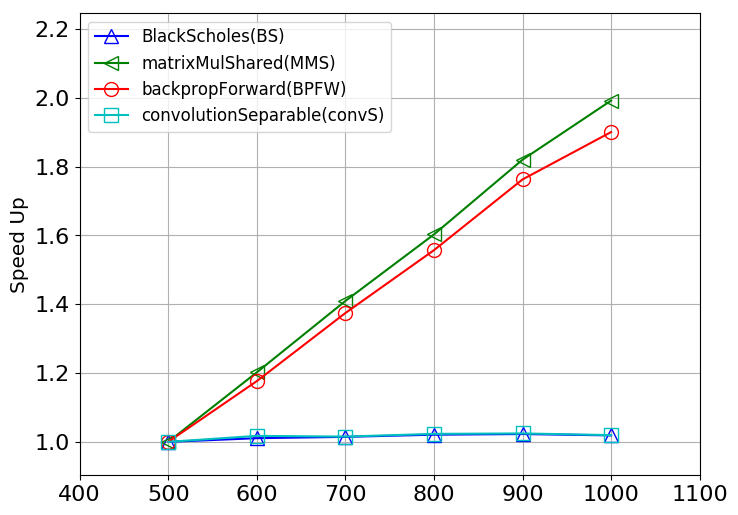 BlackScholes(BS)
matrixMulShared(MMS)
backpropForward(BPFW)
convolutionSeparable(convS)
Speed Up
2.2
2.0
1.8
1.6
1.4
1.2
1.0
400 500 600 700 800 900 1000 1100